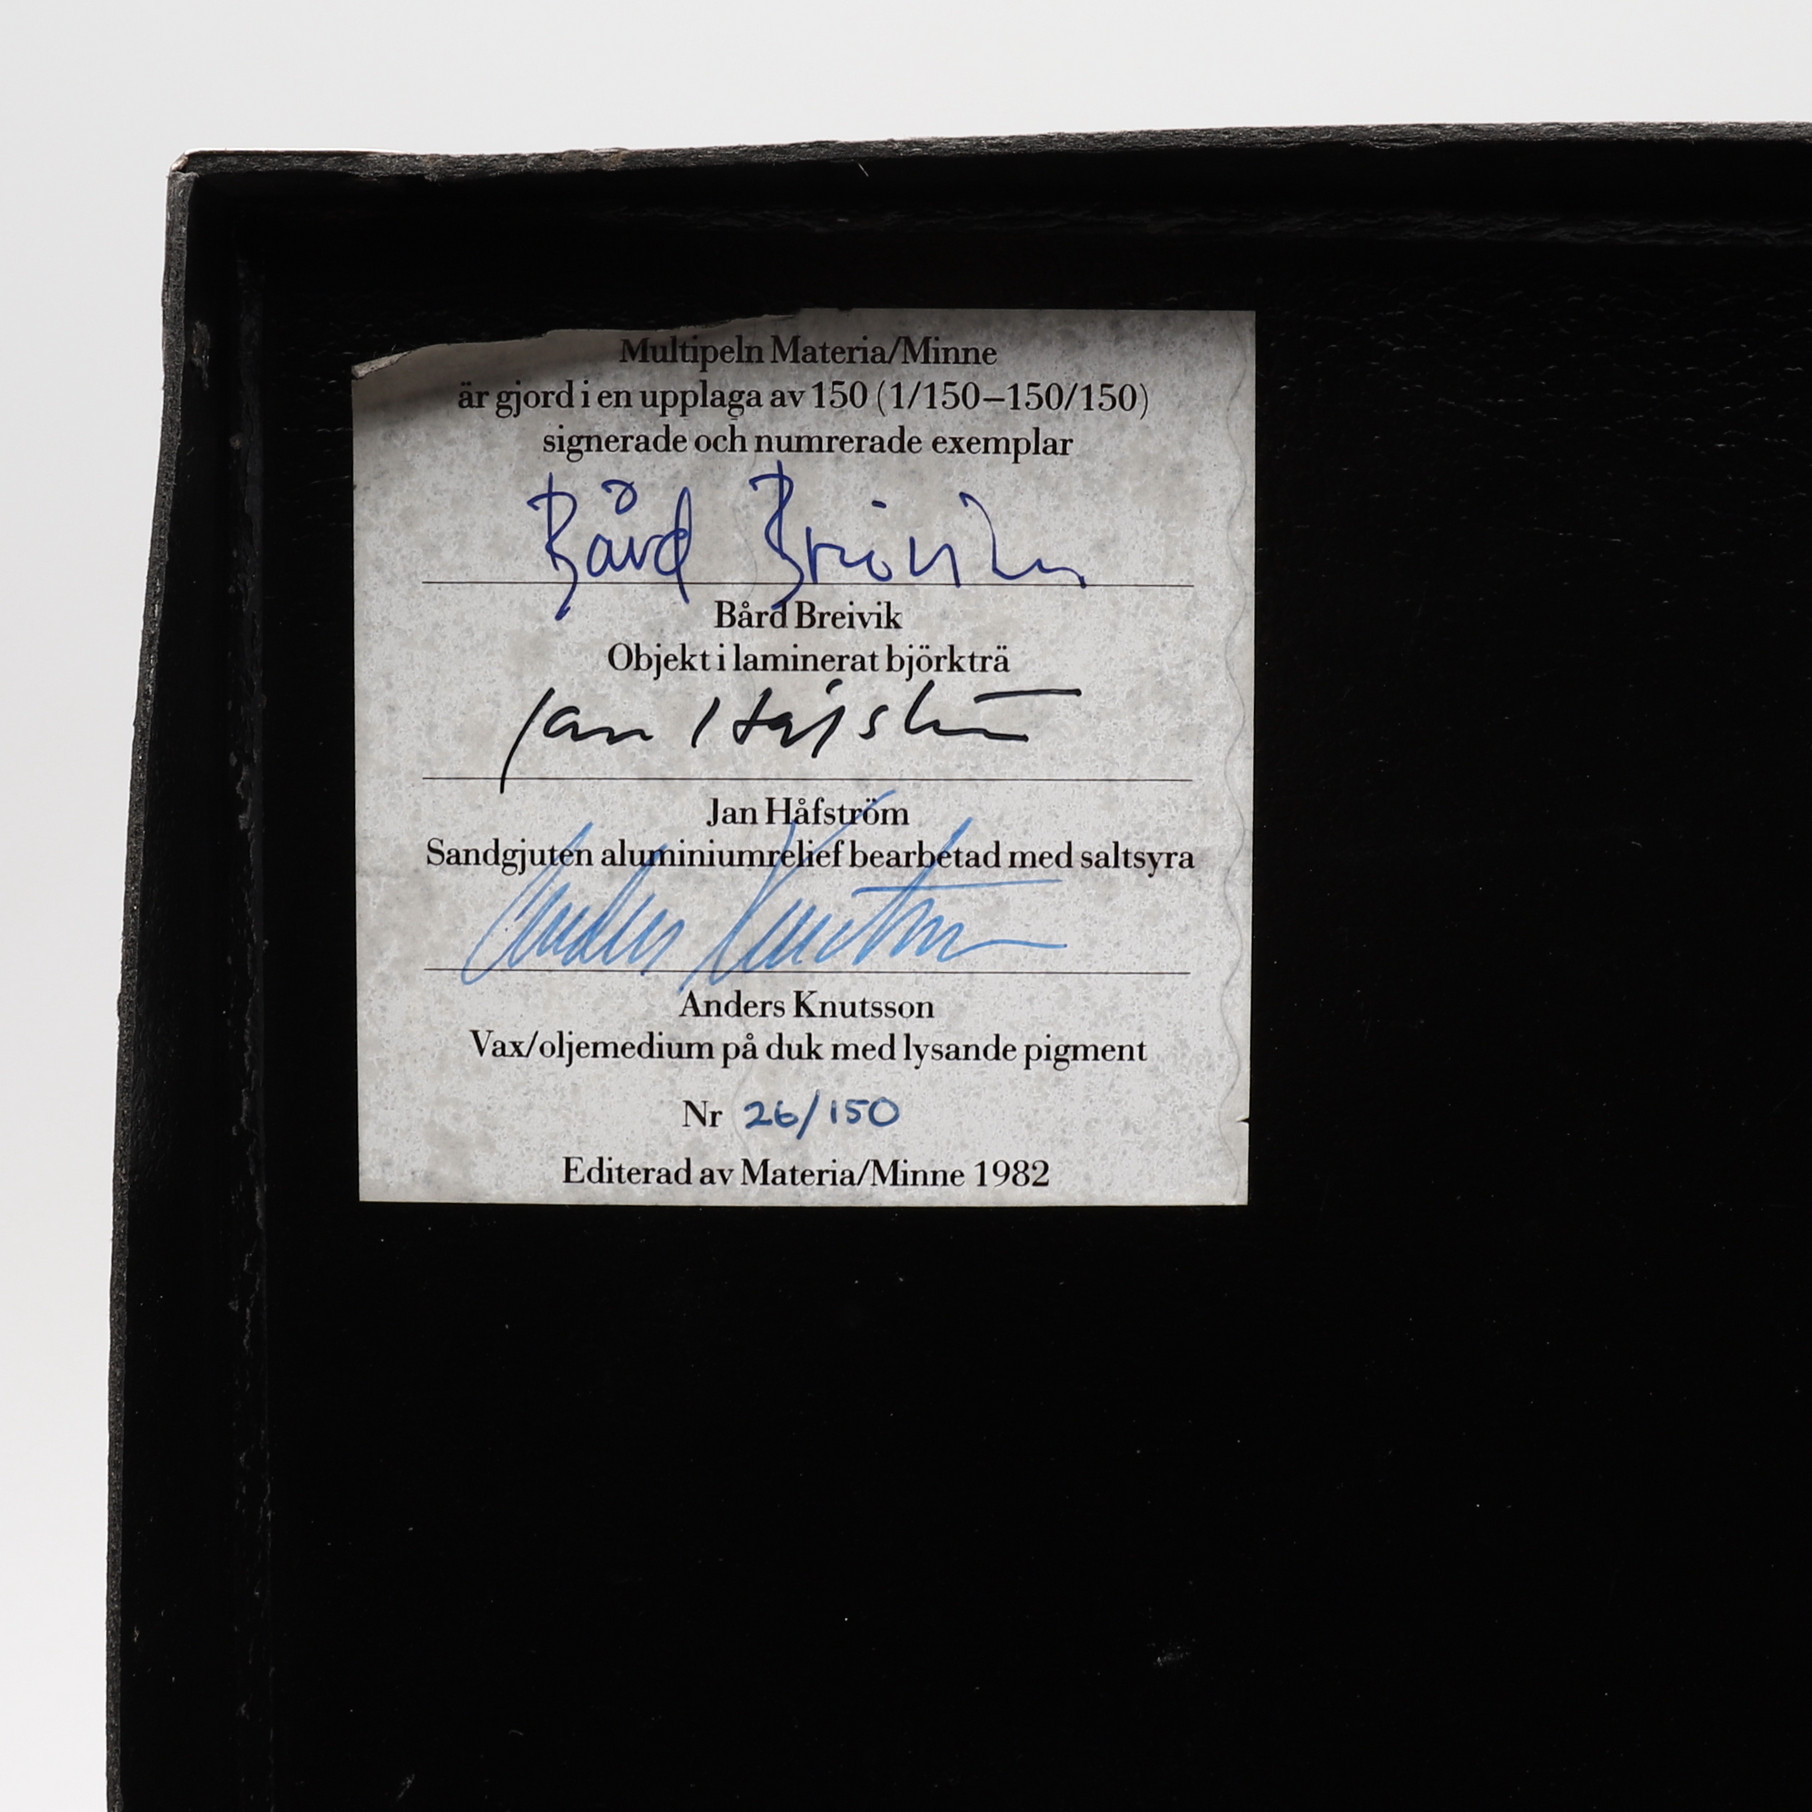 Multipeln Materia/Minne
är gjord i en upplaga av 150 (1/150–150/150)
signerade och numrerade exemplar
Bård Breivik
Bård Breivik
Objekt i laminerat björkträ
Jan Håfström
Jan Håfström
Sandgjuten aluminiumrelief bearbetad med saltsyra
Anders Knutsson
Anders Knutsson
Vax/oljemedium på duk med lysande pigment
Nr 26/150
Editerad av Materia/Minne 1982